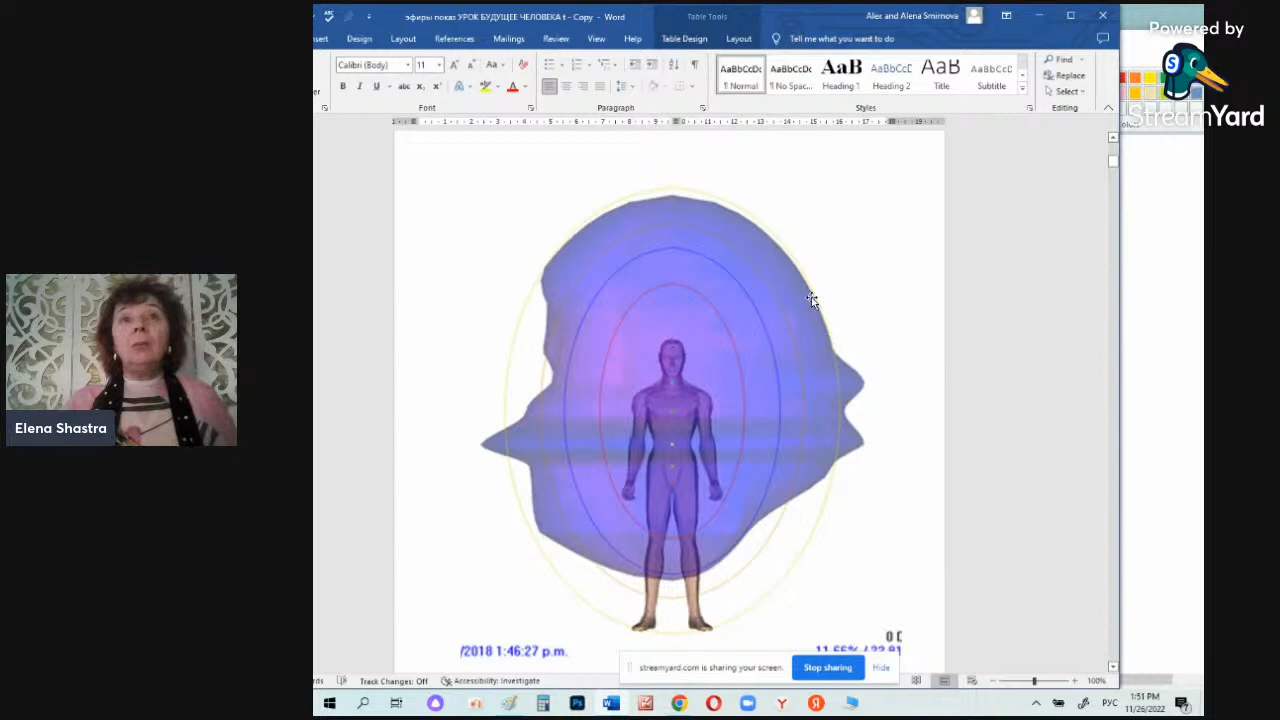 эфиры показ УРОК БУДУЩЕЕ ЧЕЛОВЕКА t - Copy - Word
Table Tools
Alex and Alena Smirnova
Powered by
StreamYard
Design
Layout
References
Mailings
Review
View
Help
Table Design
Layout
Tell me what you want to do
Calibri (Body)
11
Font
Paragraph
AaBbCcDc
¶ Normal
AaBbCcDc
¶ No Spac...
AaB
Heading 1
AaBbCcE
Heading 2
AaB
Title
AaBbCcD
Subtitle
Styles
Find
Replace
Select
Editing
Elena Shastra
/2018 1:46:27 p.m.
streamyard.com is sharing your screen.
Stop sharing
Hide
Track Changes: Off
Accessibility: Investigate
100%
РУС
1:51 PM
11/26/2022